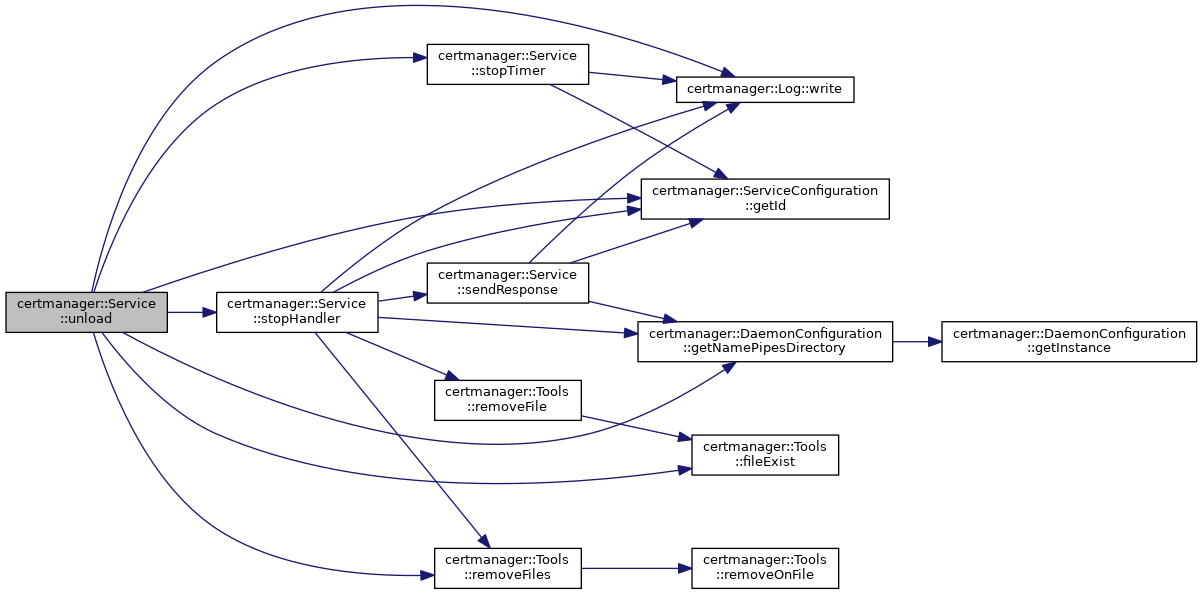 certmanager::Service
::unload
certmanager::Service
::stopTimer
certmanager::Log::write
certmanager::ServiceConfiguration
::getId
certmanager::Service
::stopHandler
certmanager::Service
::sendResponse
certmanager::DaemonConfiguration
::getNamePipesDirectory
certmanager::DaemonConfiguration
::getInstance
certmanager::Tools
::removeFile
certmanager::Tools
::fileExist
certmanager::Tools
::removeFiles
certmanager::Tools
::removeOnFile